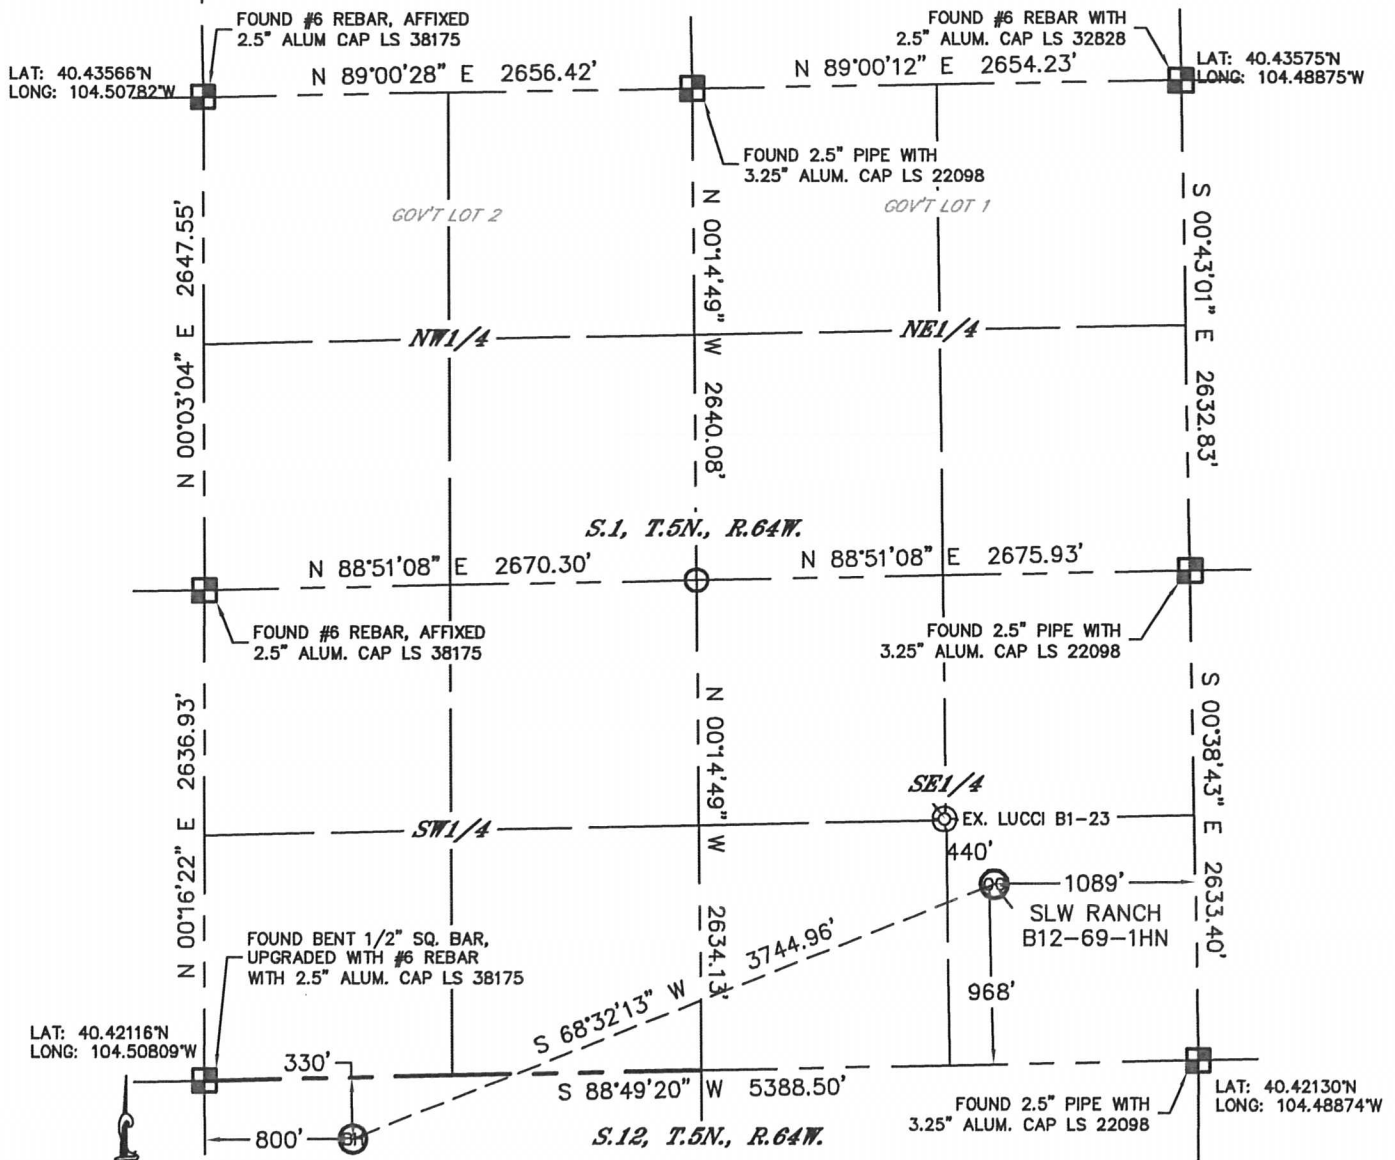 FOUND #6 REBAR, AFFIXED
2.5" ALUM CAP LS 38175
FOUND #6 REBAR WITH
2.5" ALUM. CAP LS 32828
LAT: 40.43566°N
LONG: 104.50782°W
N 89°00'28" E 2656.42'
N 89°00'12" E 2654.23'
LAT: 40.43575°N
LONG: 104.48875°W
FOUND 2.5" PIPE WITH
3.25" ALUM. CAP LS 22098
GOV'T LOT 2
GOV'T LOT 1
N 00°03'04" E 2647.55'
N 00°14'49" W 2640.08'
S 00°43'01" E 2632.83'
NW1/4
NE1/4
S.1, T.5N., R.64W.
N 88°51'08" E 2670.30'
N 88°51'08" E 2675.93'
FOUND #6 REBAR, AFFIXED
2.5" ALUM. CAP LS 38175
FOUND 2.5" PIPE WITH
3.25" ALUM. CAP LS 22098
N 00°16'22" E 2636.93'
N 00°14'49" W 2634.13'
S 00°38'43" E 2633.40'
SE1/4
SW1/4
EX. LUCCI B1-23
440'
1089'
SLW RANCH
B12-69-1HN
968'
FOUND BENT 1/2" SQ. BAR,
UPGRADED WITH #6 REBAR
WITH 2.5" ALUM. CAP LS 38175
S 68°32'13" W 3744.96'
LAT: 40.42116°N
LONG: 104.50809°W
330'
S 88°49'20" W 5388.50'
800'
BH
S.12, T.5N., R.64W.
FOUND 2.5" PIPE WITH
3.25" ALUM. CAP LS 22098
LAT: 40.42130°N
LONG: 104.48874°W